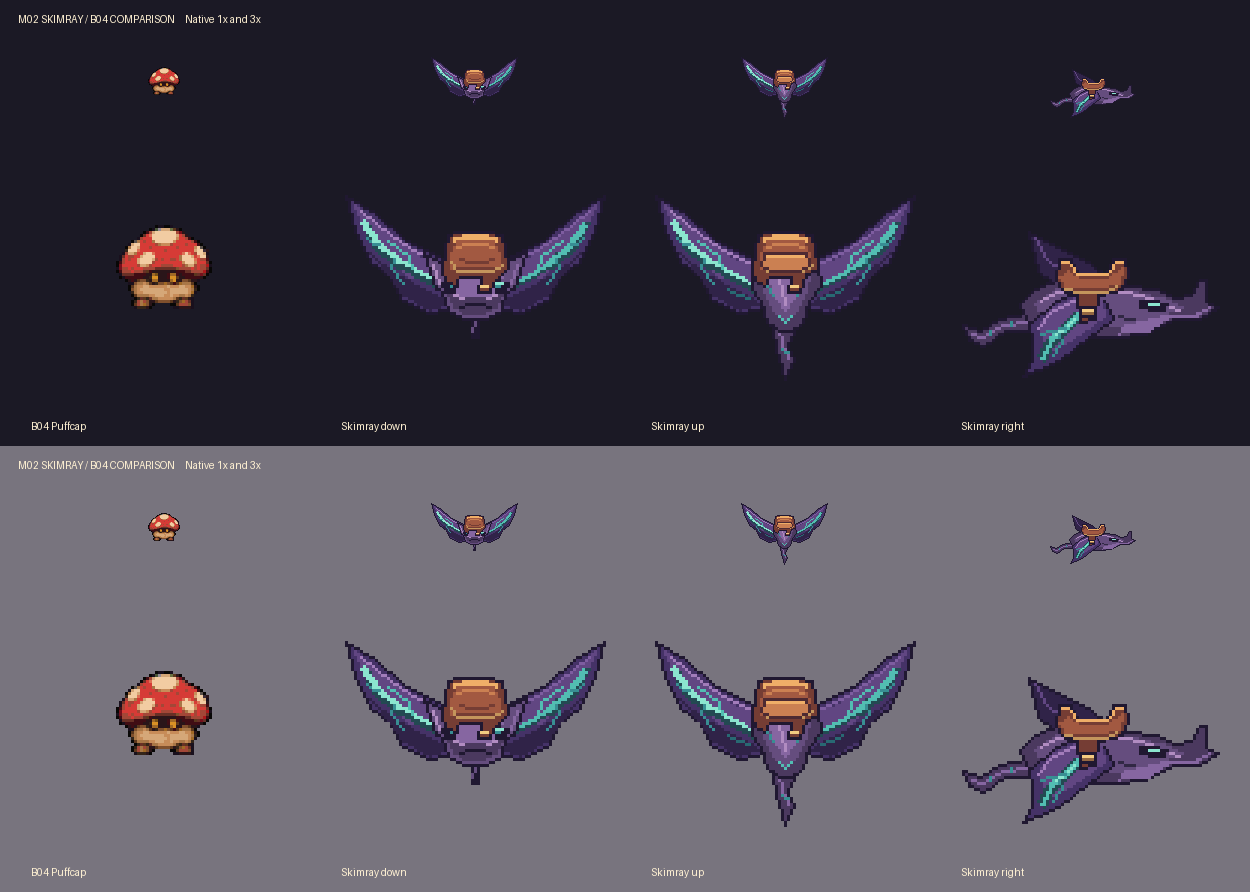 M02 SKIMRAY / B04 COMPARISON Native 1x and 3x
B04 Puffcap
Skimray down
Skimray up
Skimray right
M02 SKIMRAY / B04 COMPARISON Native 1x and 3x
B04 Puffcap
Skimray down
Skimray up
Skimray right